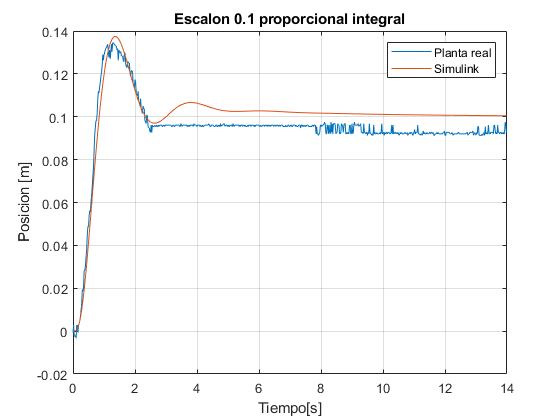 Escalon 0.1 proporcional integral
Planta real
Simulink
Posicion [m]
0.14
0.12
0.1
0.08
0.06
0.04
0.02
0
-0.02
0 2 4 6 8 10 12 14
Tiempo[s]